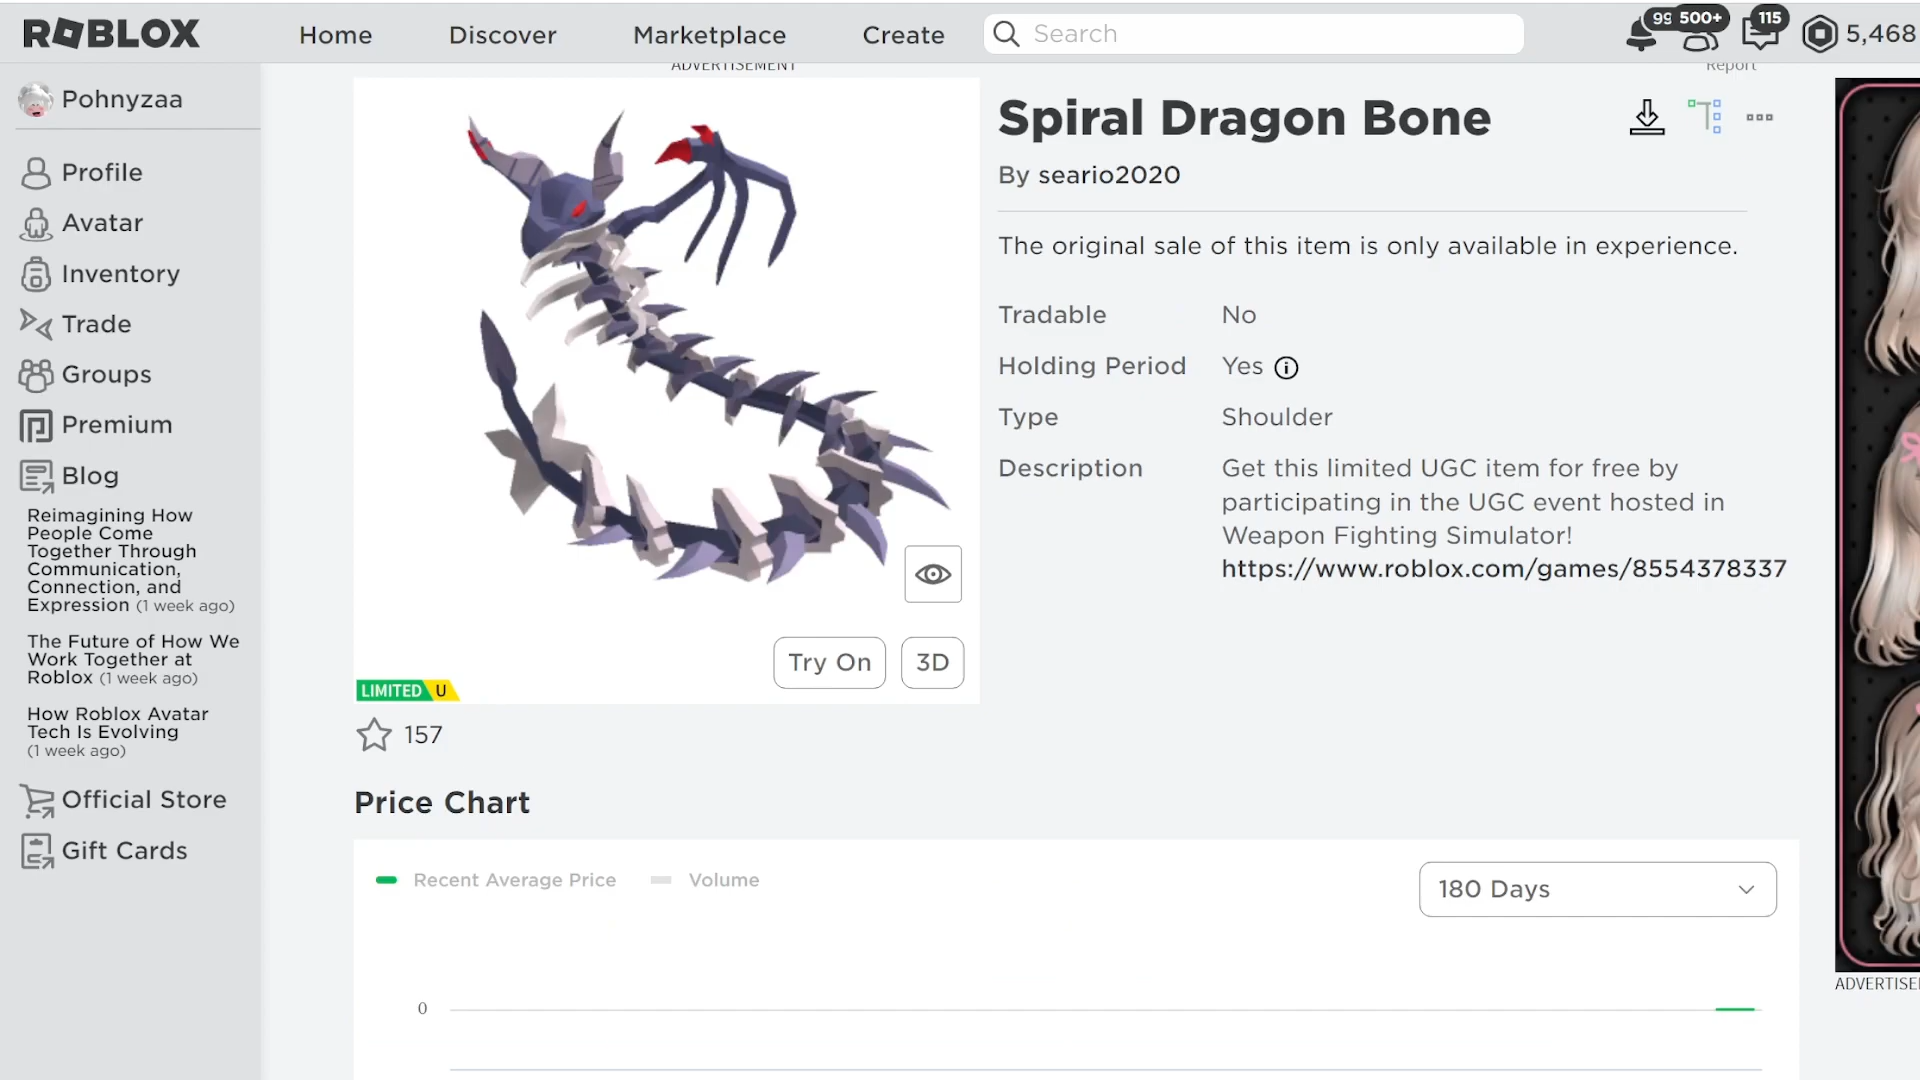 ROBLOX
Home
Discover
Marketplace
Create
Search
99
500+
115
5,468
ADVERTISEMENT
Report
Pohnyzaa
Profile
Avatar
Inventory
Trade
Groups
Premium
Blog
Reimagining How
People Come
Together Through
Communication,
Connection, and
Expression (1 week ago)
The Future of How We
Work Together at
Roblox (1 week ago)
How Roblox Avatar
Tech Is Evolving
(1 week ago)
Official Store
Gift Cards
Try On
3D
LIMITED U
157
Spiral Dragon Bone
By seario2020
The original sale of this item is only available in experience.
Tradable No
Holding Period Yes
Type Shoulder
Description Get this limited UGC item for free by
participating in the UGC event hosted in
Weapon Fighting Simulator!
https://www.roblox.com/games/8554378337
Price Chart
Recent Average Price
Volume
180 Days
0
ADVERTISE